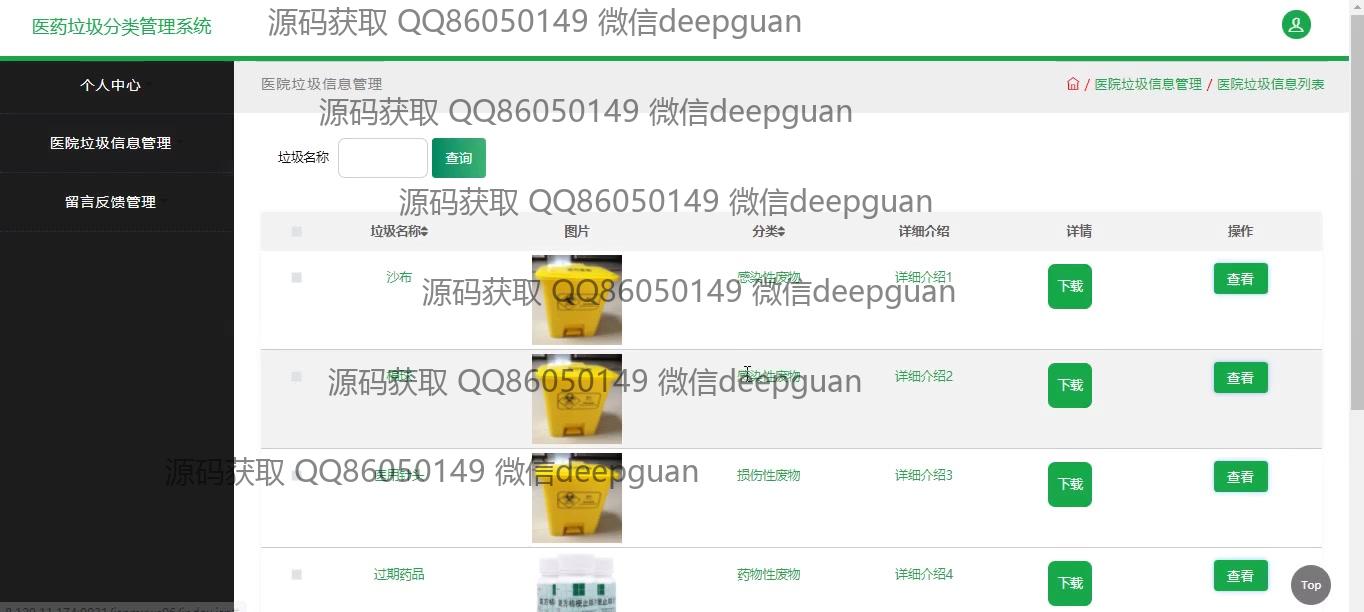 医药垃圾分类管理系统
源码获取 QQ86050149 微信deepguan
个人中心
医院垃圾信息管理
医院垃圾信息管理 / 医院垃圾信息列表
源码获取 QQ86050149 微信deepguan
医院垃圾信息管理
留言反馈管理
垃圾名称
查询
源码获取 QQ86050149 微信deepguan
垃圾名称 图片 分类 详细介绍 详情 操作
沙布 感染性废物 详细介绍1 下载 查看
源码获取 QQ86050149 微信deepguan
感染性废物 详细介绍2 下载 查看
源码获取 QQ86050149 微信deepguan
医用针头 损伤性废物 详细介绍3 下载 查看
源码获取 QQ86050149 微信deepguan
过期药品 药物性废物 详细介绍4 下载 查看
Top